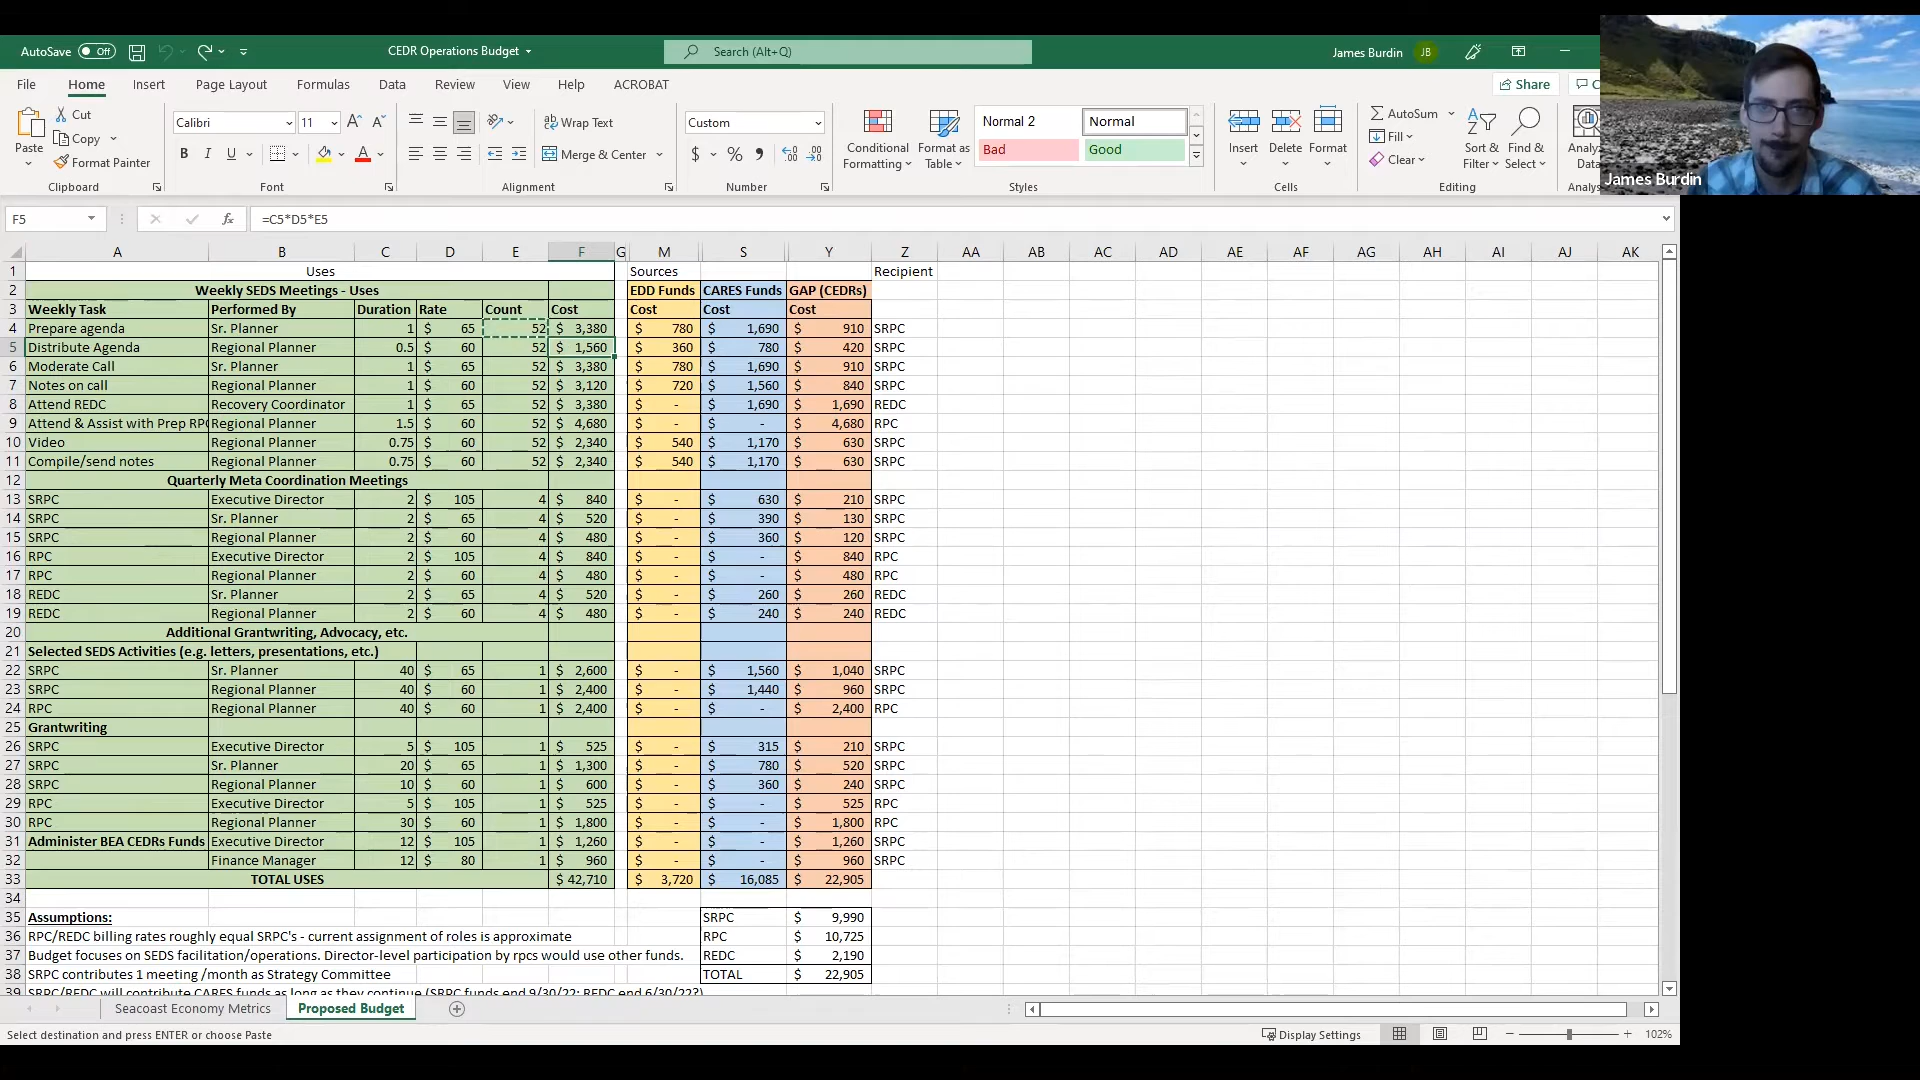 AutoSave Off CEDR Operations Budget Search (Alt+Q) James Burdin JB
File Home Insert Page Layout Formulas Data Review View Help ACROBAT Share
Cut
Copy
Format Painter
Paste
Clipboard
Calibri 11
B I U
Font
Wrap Text
Merge & Center
Alignment
Custom
$ % 9
Number
Conditional Formatting
Format as Table
Normal 2 Normal
Bad Good
Styles
Insert Delete Format
Cells
AutoSum
Fill
Clear
Sort & Filter
Find & Select
Editing
James Burdin
F5 fx =C5*D5*E5
A B C D E F G M S Y Z AA AB AC AD AE AF AG AH AI AJ AK
1 Uses Sources Recipient
2 Weekly SEDS Meetings - Uses EDD Funds CARES Funds GAP (CEDRs)
3 Weekly Task Performed By Duration Rate Count Cost Cost Cost Cost
4 Prepare agenda Sr. Planner 1 $ 65 52 $ 3,380 $ 780 $ 1,690 $ 910 SRPC
5 Distribute Agenda Regional Planner 0.5 $ 60 52 $ 1,560 $ 360 $ 780 $ 420 SRPC
6 Moderate Call Sr. Planner 1 $ 65 52 $ 3,380 $ 780 $ 1,690 $ 910 SRPC
7 Notes on call Regional Planner 1 $ 60 52 $ 3,120 $ 720 $ 1,560 $ 840 SRPC
8 Attend REDC Recovery Coordinator 1 $ 65 52 $ 3,380 $ - $ 1,690 $ 1,690 REDC
9 Attend & Assist with Prep RPC Regional Planner 1.5 $ 60 52 $ 4,680 $ - $ - $ 4,680 RPC
10 Video Regional Planner 0.75 $ 60 52 $ 2,340 $ 540 $ 1,170 $ 630 SRPC
11 Compile/send notes Regional Planner 0.75 $ 60 52 $ 2,340 $ 540 $ 1,170 $ 630 SRPC
12 Quarterly Meta Coordination Meetings
13 SRPC Executive Director 2 $ 105 4 $ 840 $ - $ 630 $ 210 SRPC
14 SRPC Sr. Planner 2 $ 65 4 $ 520 $ - $ 390 $ 130 SRPC
15 SRPC Regional Planner 2 $ 60 4 $ 480 $ - $ 360 $ 120 SRPC
16 RPC Executive Director 2 $ 105 4 $ 840 $ - $ - $ 840 RPC
17 RPC Regional Planner 2 $ 60 4 $ 480 $ - $ - $ 480 RPC
18 REDC Sr. Planner 2 $ 65 4 $ 520 $ - $ 260 $ 260 REDC
19 REDC Regional Planner 2 $ 60 4 $ 480 $ - $ 240 $ 240 REDC
20 Additional Grantwriting, Advocacy, etc.
21 Selected SEDS Activities (e.g. letters, presentations, etc.)
22 SRPC Sr. Planner 40 $ 65 1 $ 2,600 $ - $ 1,560 $ 1,040 SRPC
23 SRPC Regional Planner 40 $ 60 1 $ 2,400 $ - $ 1,440 $ 960 SRPC
24 RPC Regional Planner 40 $ 60 1 $ 2,400 $ - $ - $ 2,400 RPC
25 Grantwriting
26 SRPC Executive Director 5 $ 105 1 $ 525 $ - $ 315 $ 210 SRPC
27 SRPC Sr. Planner 20 $ 65 1 $ 1,300 $ - $ 780 $ 520 SRPC
28 SRPC Regional Planner 10 $ 60 1 $ 600 $ - $ 360 $ 240 SRPC
29 RPC Executive Director 5 $ 105 1 $ 525 $ - $ - $ 525 RPC
30 RPC Regional Planner 30 $ 60 1 $ 1,800 $ - $ - $ 1,800 RPC
31 Administer BEA CEDRs Funds Executive Director 12 $ 105 1 $ 1,260 $ - $ - $ 1,260 SRPC
32 Finance Manager 12 $ 80 1 $ 960 $ - $ - $ 960 SRPC
33 TOTAL USES $ 42,710 $ 3,720 $ 16,085 $ 22,905
34
35 Assumptions: SRPC $ 9,990
36 RPC/REDC billing rates roughly equal SRPC's - current assignment of roles is approximate RPC $ 10,725
37 Budget focuses on SEDS facilitation/operations. Director-level participation by rpcs would use other funds. REDC $ 2,190
38 SRPC contributes 1 meeting /month as Strategy Committee TOTAL $ 22,905
39 SRPC/REDC will contribute CARES funds as long as they continue (SRPC funds end 9/30/22; REDC end 6/30/22?)
Seacoast Economy Metrics Proposed Budget
Select destination and press ENTER or choose Paste Display Settings 102%